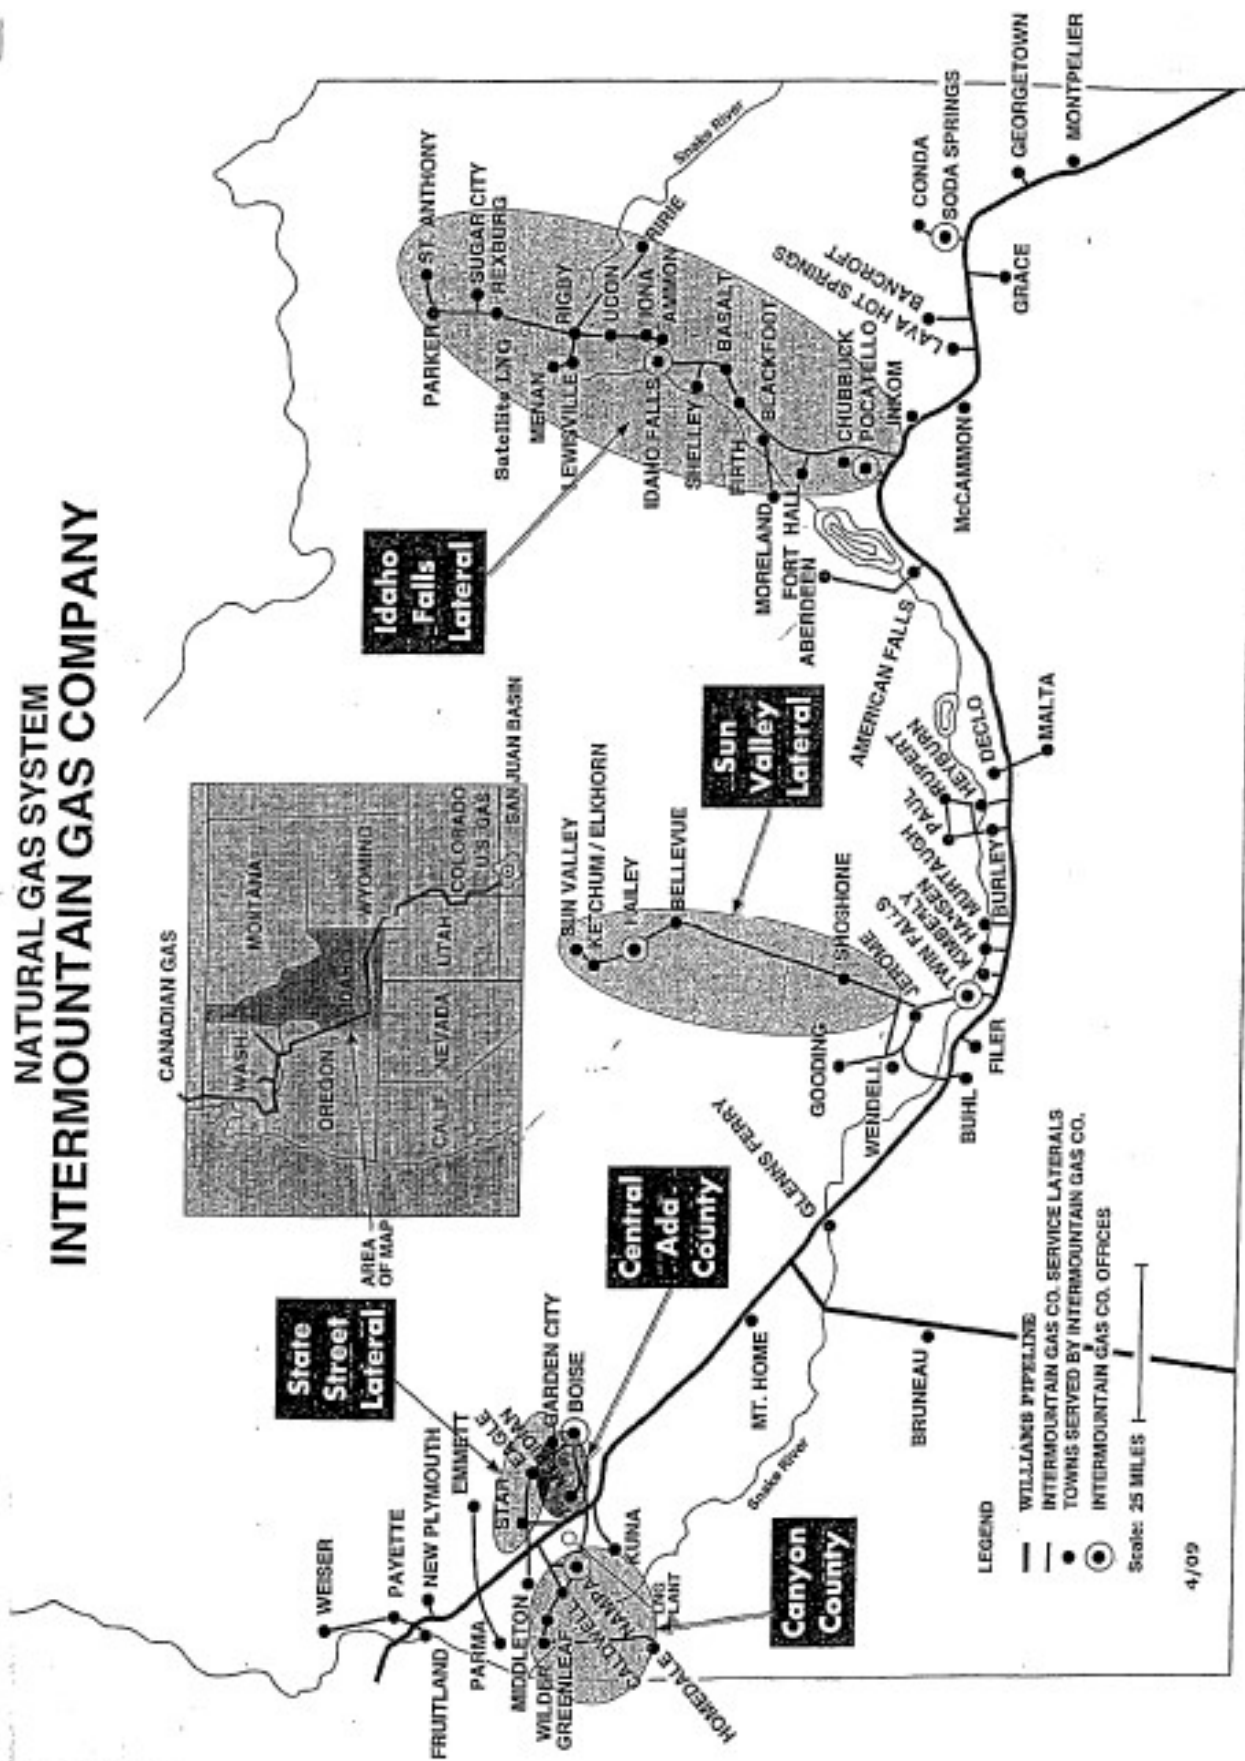 NATURAL GAS SYSTEM
INTERMOUNTAIN GAS COMPANY
CANADIAN GAS
WASH
MONTANA
OREGON
IDAHO
WYOMING
CALIF
NEVADA
UTAH
COLORADO
U.S. GAS
SAN JUAN BASIN
AREA
OF MAP
State
Street
Lateral
Central
Ada
County
Canyon
County
Sun
Valley
Lateral
Idaho
Falls
Lateral
WEISER
PAYETTE
NEW PLYMOUTH
EMMETT
FRUITLAND
PARMA
MIDDLETON
WILDER
GREENLEAF
CALDWELL
NAMPA
HOMEDALE
LNG
PLANT
KUNA
STAR
EAGLE
MERIDIAN
GARDEN CITY
BOISE
MT. HOME
BRUNEAU
Snake River
GLENNS FERRY
GOODING
WENDELL
BUHL
FILER
JEROME
TWIN FALLS
KIMBERLY
HANSEN
MURTAUGH
SHOSHONE
BELLEVUE
HAILEY
KETCHUM / ELKHORN
SUN VALLEY
BURLEY
PAUL
RUPERT
HEYBURN
DECLO
MALTA
AMERICAN FALLS
ABERDEEN
FORT HALL
MORELAND
McCAMMON
INKOM
POCATELLO
CHUBBUCK
BLACKFOOT
FIRTH
BASALT
SHELLEY
IDAHO FALLS
AMMON
IONA
UCON
RIRIE
RIGBY
LEWISVILLE
MENAN
Satellite LNG
REXBURG
SUGAR CITY
PARKER
ST. ANTHONY
Snake River
LAVA HOT SPRINGS
BANCROFT
GRACE
CONDA
SODA SPRINGS
GEORGETOWN
MONTPELIER
LEGEND
WILLIAMS PIPELINE
INTERMOUNTAIN GAS CO. SERVICE LATERALS
TOWNS SERVED BY INTERMOUNTAIN GAS CO.
INTERMOUNTAIN GAS CO. OFFICES
Scale: 25 MILES
4/09